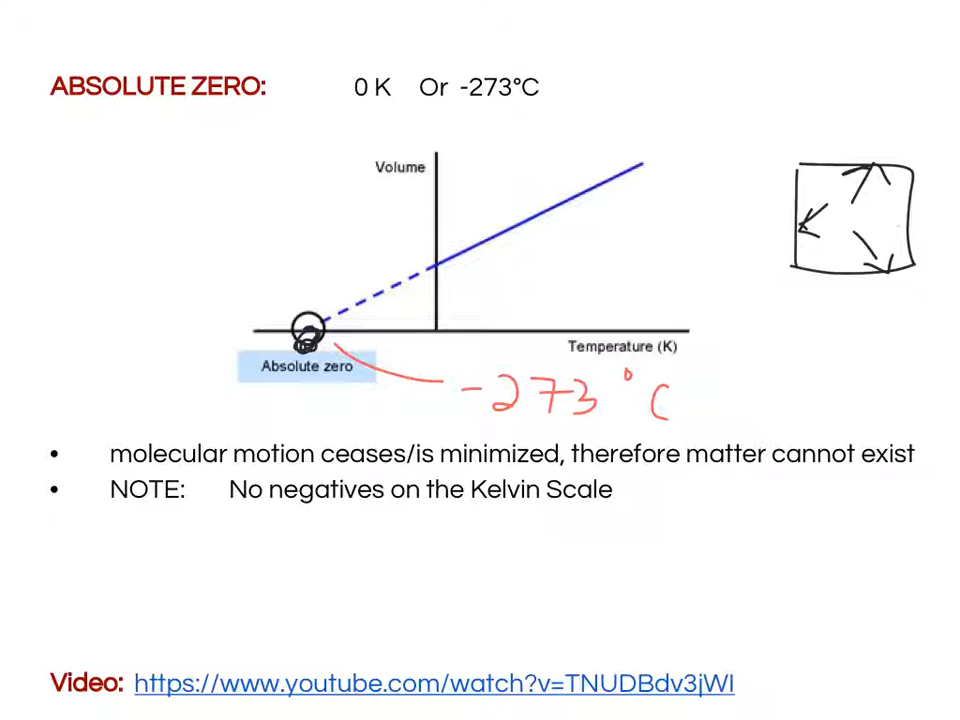 ABSOLUTE ZERO: 0 K Or -273°C
Volume
Temperature (K)
Absolute zero
-273 °C
• molecular motion ceases/is minimized, therefore matter cannot exist
• NOTE: No negatives on the Kelvin Scale
Video: https://www.youtube.com/watch?v=TNUDBdv3jWI